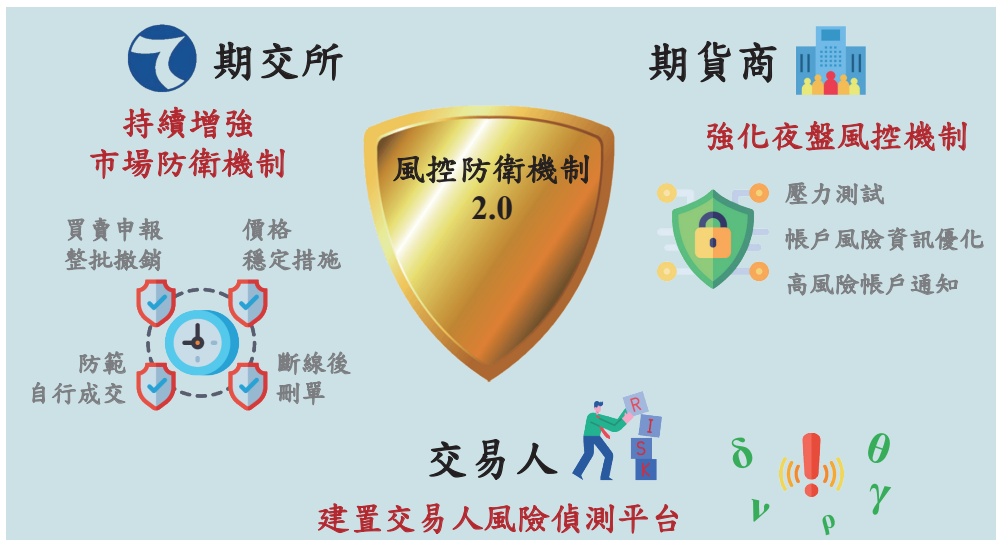 期交所
持續增強
市場防衛機制
買賣申報
整批撤銷
價格
穩定措施
防範
自行成交
斷線後
刪單
風控防衛機制
2.0
期貨商
強化夜盤風控機制
壓力測試
帳戶風險資訊優化
高風險帳戶通知
交易人
R
I
S
K
建置交易人風險偵測平台
δ
θ
ν
γ
ρ